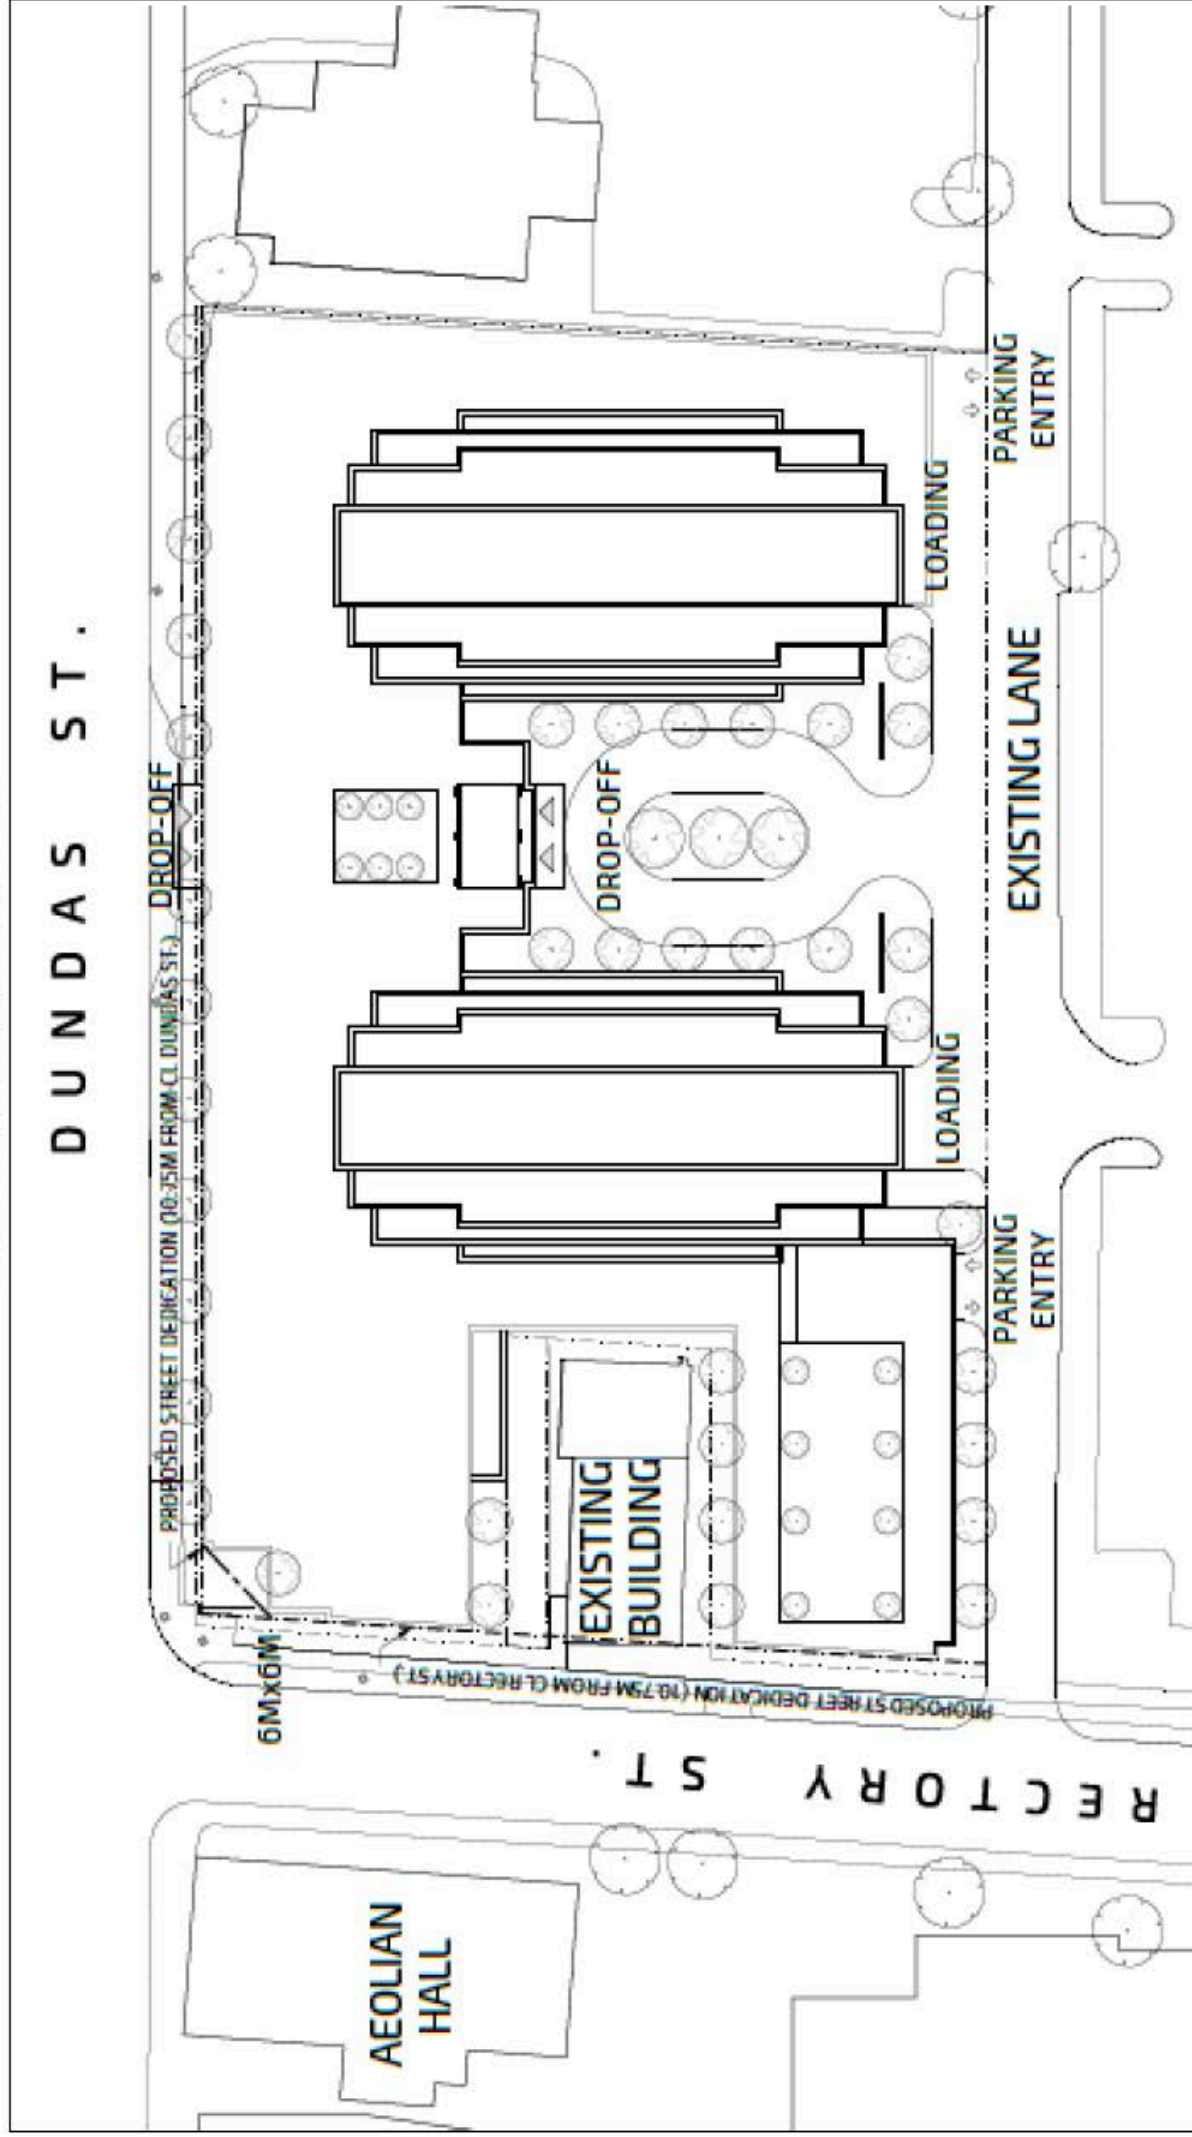 DUNDAS ST.
DROP-OFF
PROPOSED STREET DEDICATION (10.75M FROM CL DUNDAS ST.)
6Mx6M
PARKING
ENTRY
LOADING
DROP-OFF
EXISTING LANE
LOADING
PARKING
ENTRY
EXISTING
BUILDING
PROPOSED STREET DEDICATION (10.75M FROM CL RECTORY ST.)
RECTORY ST.
AEOLIAN
HALL